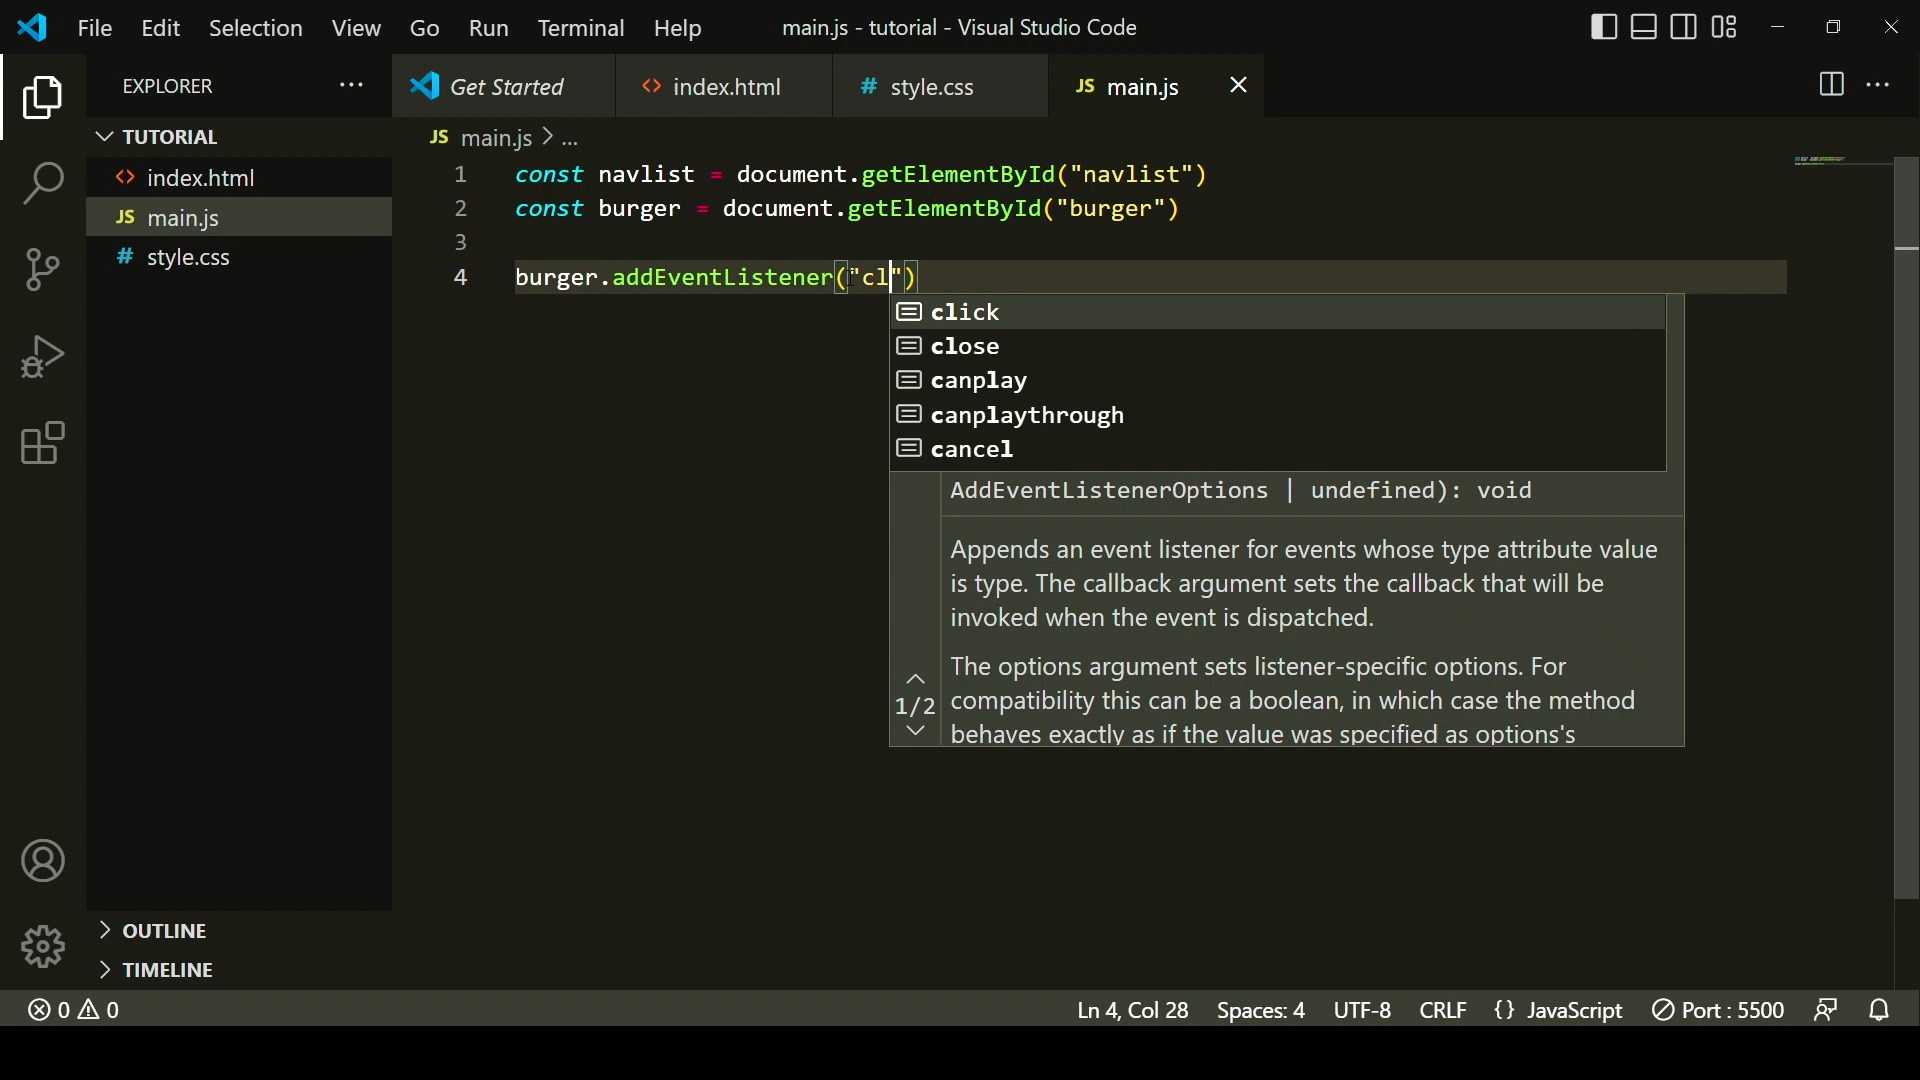 File Edit Selection View Go Run Terminal Help main.js - tutorial - Visual Studio Code
EXPLORER ... Get Started <> index.html # style.css JS main.js
TUTORIAL
<> index.html
JS main.js
# style.css
OUTLINE
TIMELINE
JS main.js > ...
1 const navlist = document.getElementById("navlist")
2 const burger = document.getElementById("burger")
3
4 burger.addEventListener("cl")
click
close
canplay
canplaythrough
cancel
AddEventListenerOptions | undefined): void
Appends an event listener for events whose type attribute value
is type. The callback argument sets the callback that will be
invoked when the event is dispatched.
The options argument sets listener-specific options. For
1/2 compatibility this can be a boolean, in which case the method
behaves exactly as if the value was specified as options's
0 0 Ln 4, Col 28 Spaces: 4 UTF-8 CRLF {} JavaScript Port : 5500